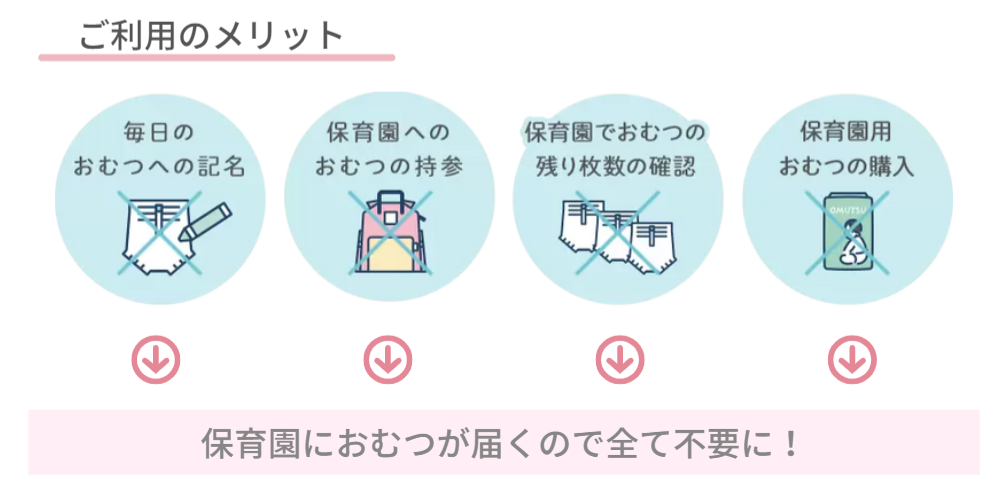 ご利用のメリット
毎日の
おむつへの記名
保育園への
おむつの持参
保育園でおむつの
残り枚数の確認
保育園用
おむつの購入
OMUTSU
保育園におむつが届くので全て不要に！